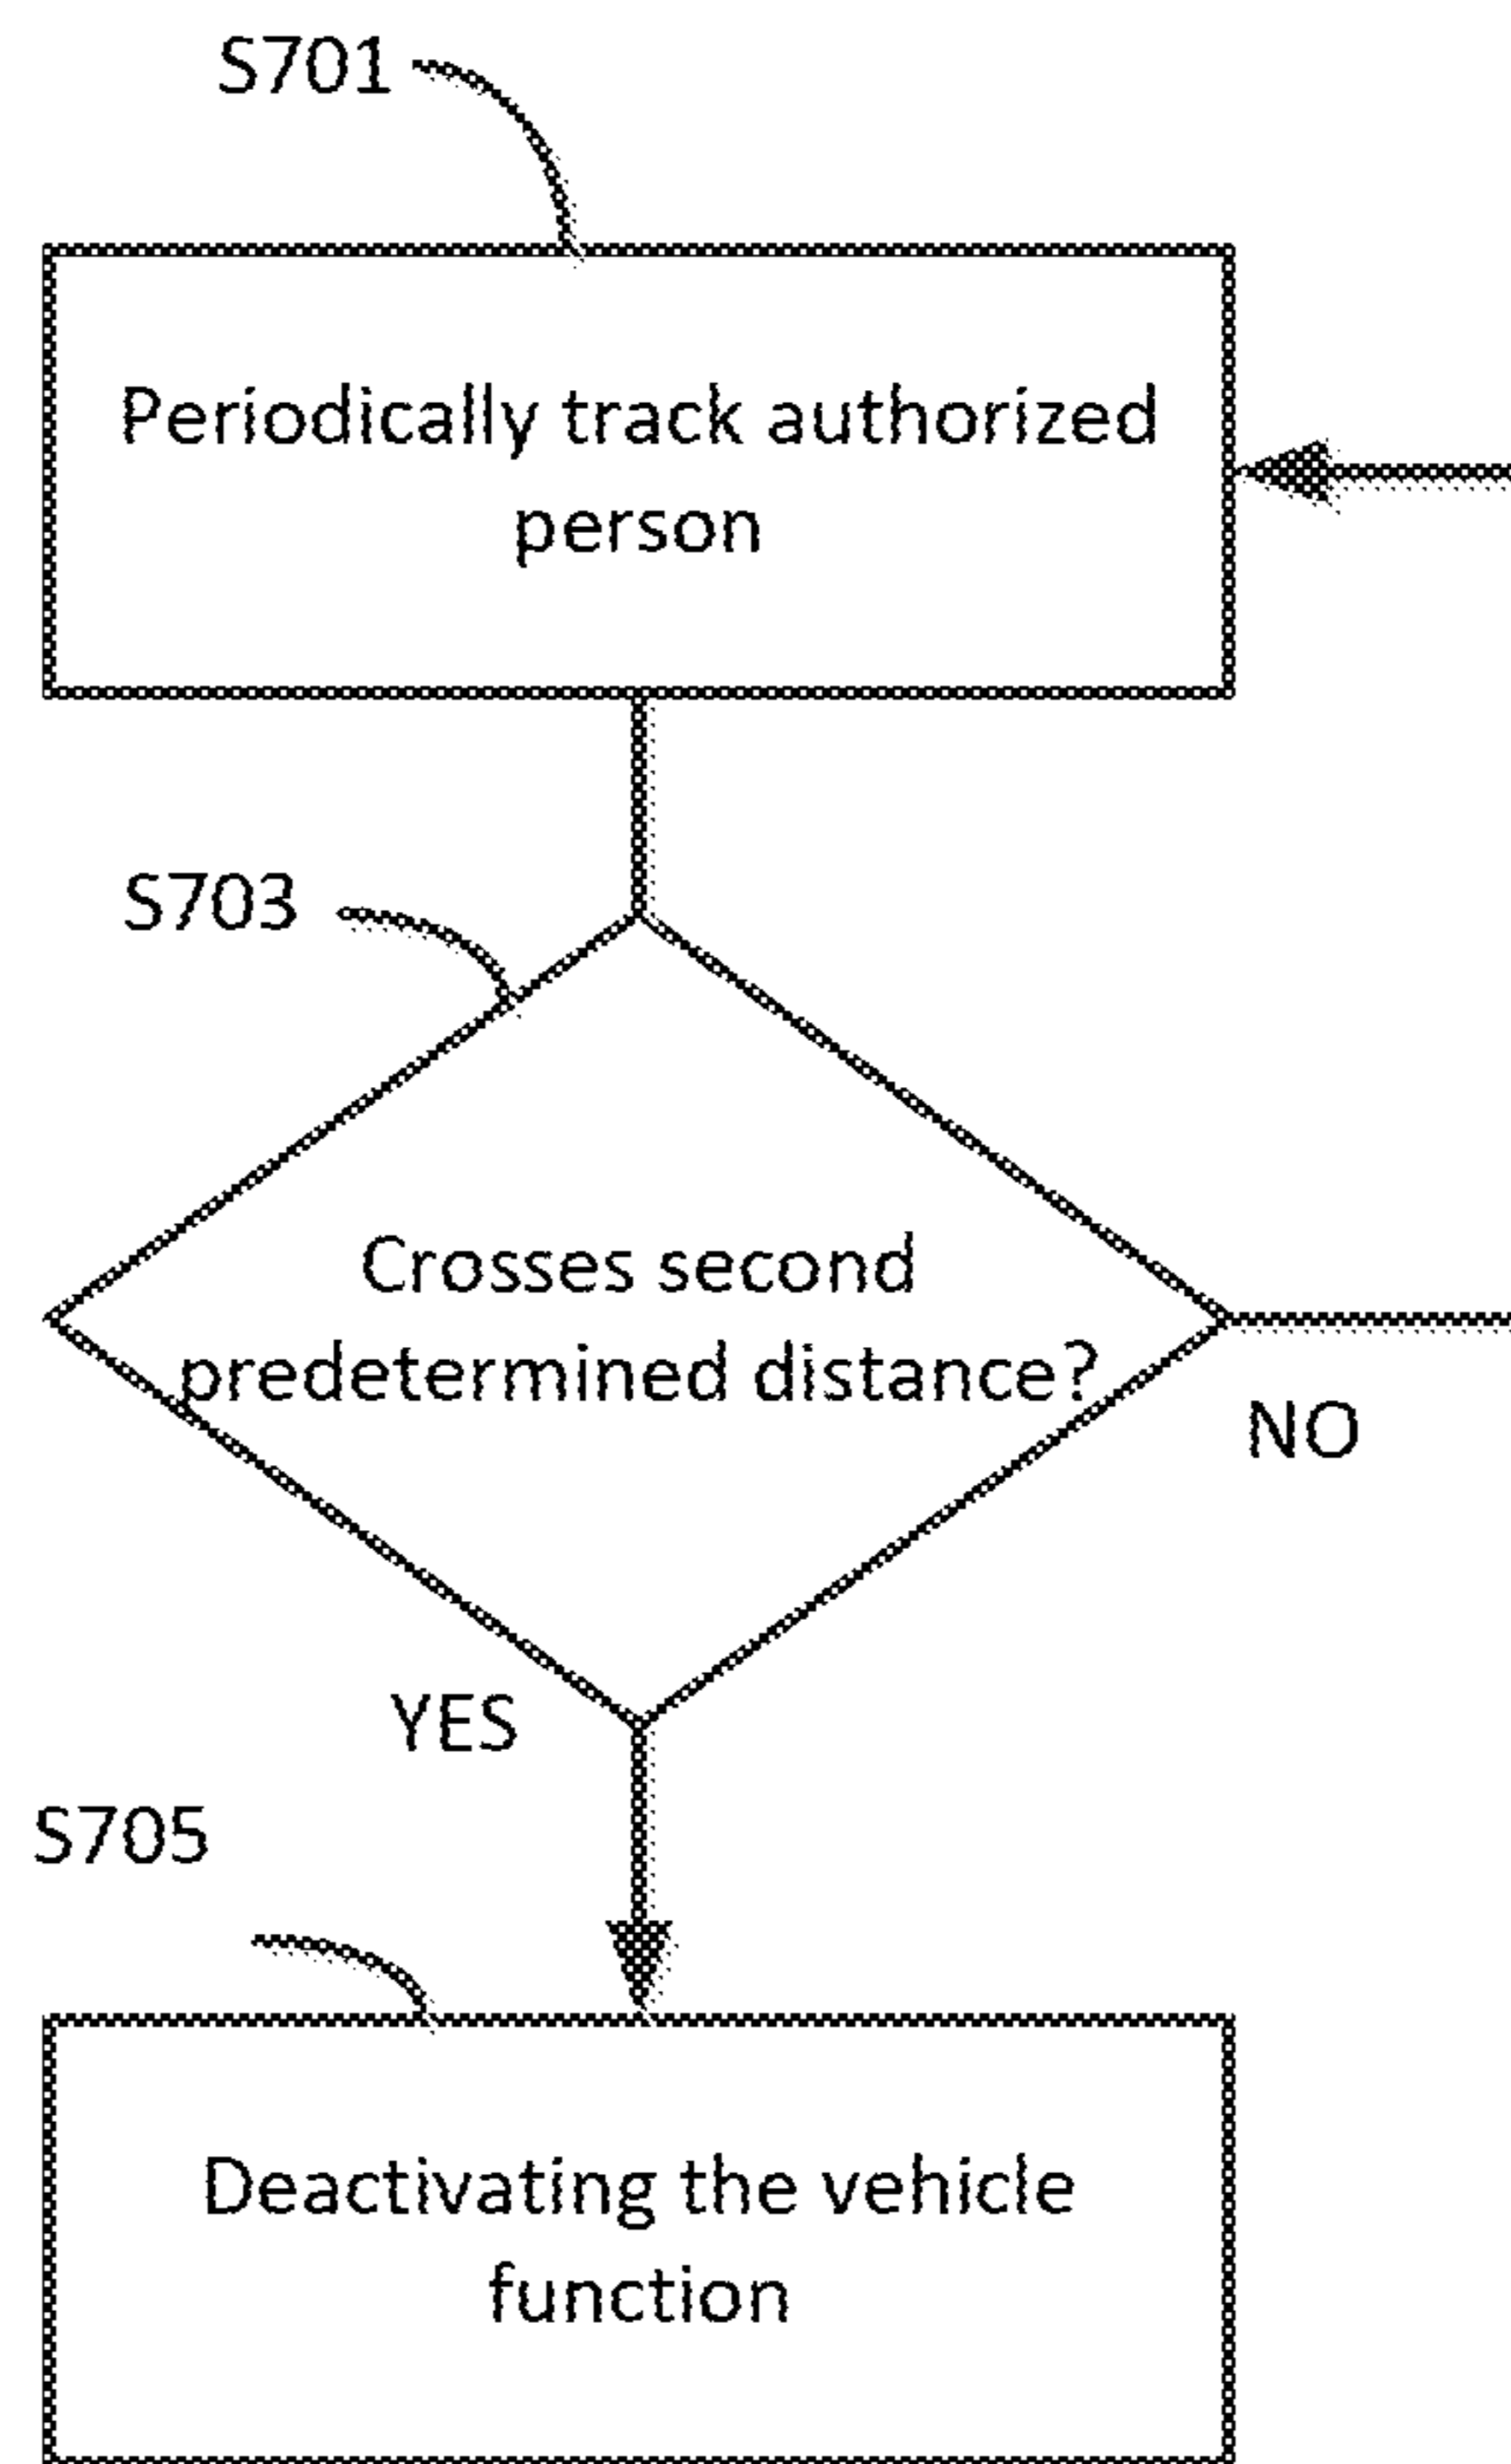 S701
Periodically track authorized
person
S703
Crosses second
predetermined distance?
NO
YES
S705
Deactivating the vehicle
function